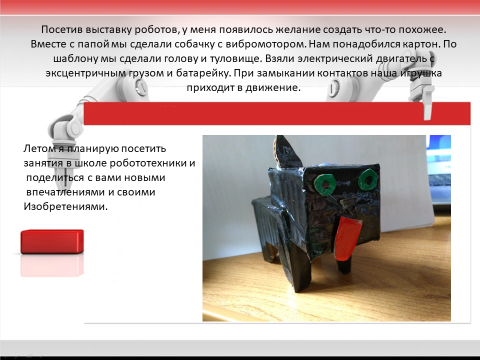 Посетив выставку роботов, у меня появилось желание создать что-то похожее.
Вместе с папой мы сделали собачку с вибромотором. Нам понадобился картон. По
шаблону мы сделали голову и туловище. Взяли электрический двигатель с
эксцентричным грузом и батарейку. При замыкании контактов наша игрушка
приходит в движение.
Летом я планирую посетить
занятия в школе робототехники и
поделиться с вами новыми
впечатлениями и своими
Изобретениями.